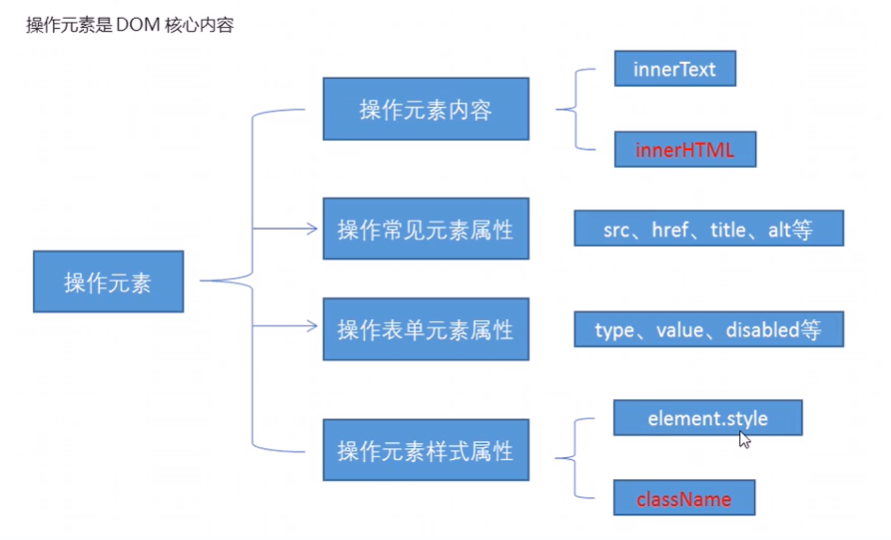 操作元素是 DOM 核心内容
操作元素
操作元素内容
innerText
innerHTML
操作常见元素属性
src、href、title、alt等
操作表单元素属性
type、value、disabled等
操作元素样式属性
element.style
className